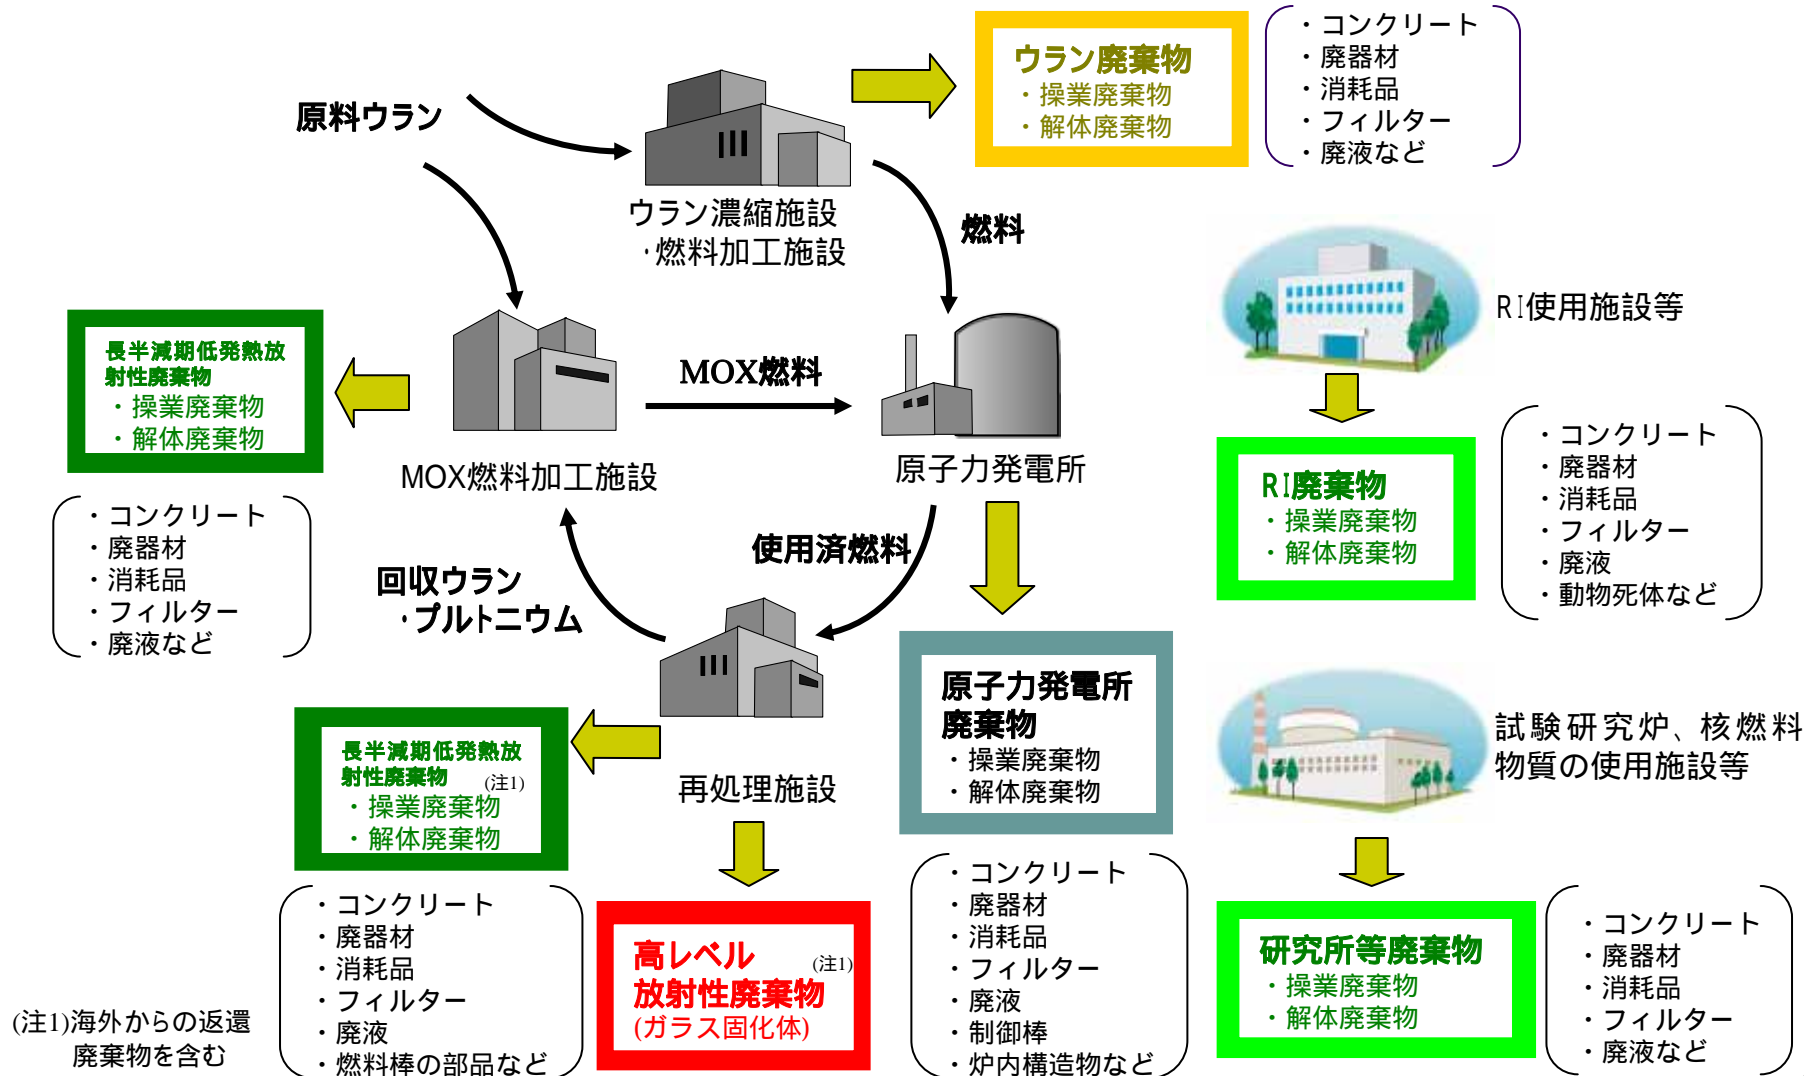 原料ウラン
ウラン濃縮施設
・燃料加工施設
ウラン廃棄物
・操業廃棄物
・解体廃棄物
・コンクリート
・廃器材
・消耗品
・フィルター
・廃液など
燃料
RI使用施設等
長半減期低発熱放
射性廃棄物
・操業廃棄物
・解体廃棄物
・コンクリート
・廃器材
・消耗品
・フィルター
・廃液など
MOX燃料加工施設
MOX燃料
原子力発電所
RI廃棄物
・操業廃棄物
・解体廃棄物
・コンクリート
・廃器材
・消耗品
・フィルター
・廃液
・動物死体など
使用済燃料
回収ウラン
・プルトニウム
再処理施設
原子力発電所
廃棄物
・操業廃棄物
・解体廃棄物
・コンクリート
・廃器材
・消耗品
・フィルター
・廃液
・制御棒
・炉内構造物など
試験研究炉、核燃料
物質の使用施設等
長半減期低発熱放
射性廃棄物 (注1)
・操業廃棄物
・解体廃棄物
・コンクリート
・廃器材
・消耗品
・フィルター
・廃液
・燃料棒の部品など
高レベル (注1)
放射性廃棄物
(ガラス固化体)
研究所等廃棄物
・操業廃棄物
・解体廃棄物
・コンクリート
・廃器材
・消耗品
・フィルター
・廃液など
(注1)海外からの返還
廃棄物を含む